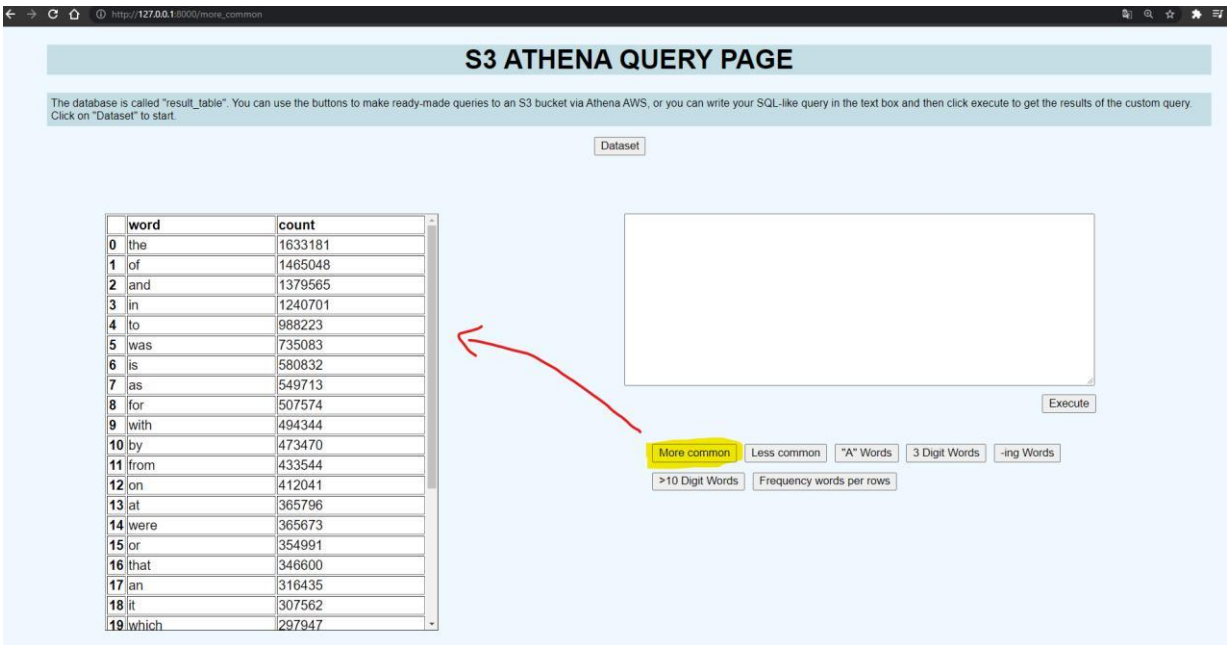 http://127.0.0.1:8000/more_common
S3 ATHENA QUERY PAGE
The database is called "result_table". You can use the buttons to make ready-made queries to an S3 bucket via Athena AWS, or you can write your SQL-like query in the text box and then click execute to get the results of the custom query.
Click on "Dataset" to start.
Dataset
word count
0 the 1633181
1 of 1465048
2 and 1379565
3 in 1240701
4 to 988223
5 was 735083
6 is 580832
7 as 549713
8 for 507574
9 with 494344
10 by 473470
11 from 433544
12 on 412041
13 at 365796
14 were 365673
15 or 354991
16 that 346600
17 an 316435
18 it 307562
19 which 297947
Execute
More common Less common "A" Words 3 Digit Words -ing Words
>10 Digit Words Frequency words per rows